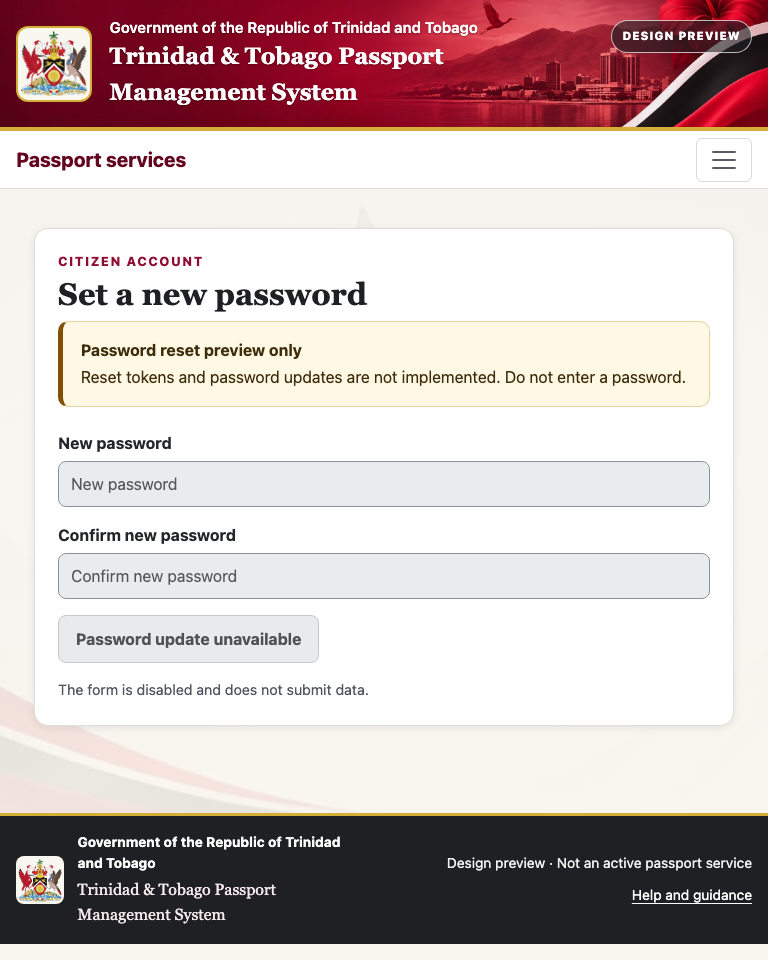 Government of the Republic of Trinidad and Tobago
Trinidad & Tobago Passport
Management System
DESIGN PREVIEW
Passport services
CITIZEN ACCOUNT
Set a new password
Password reset preview only
Reset tokens and password updates are not implemented. Do not enter a password.
New password
New password
Confirm new password
Confirm new password
Password update unavailable
The form is disabled and does not submit data.
Government of the Republic of Trinidad
and Tobago
Trinidad & Tobago Passport
Management System
Design preview · Not an active passport service
Help and guidance